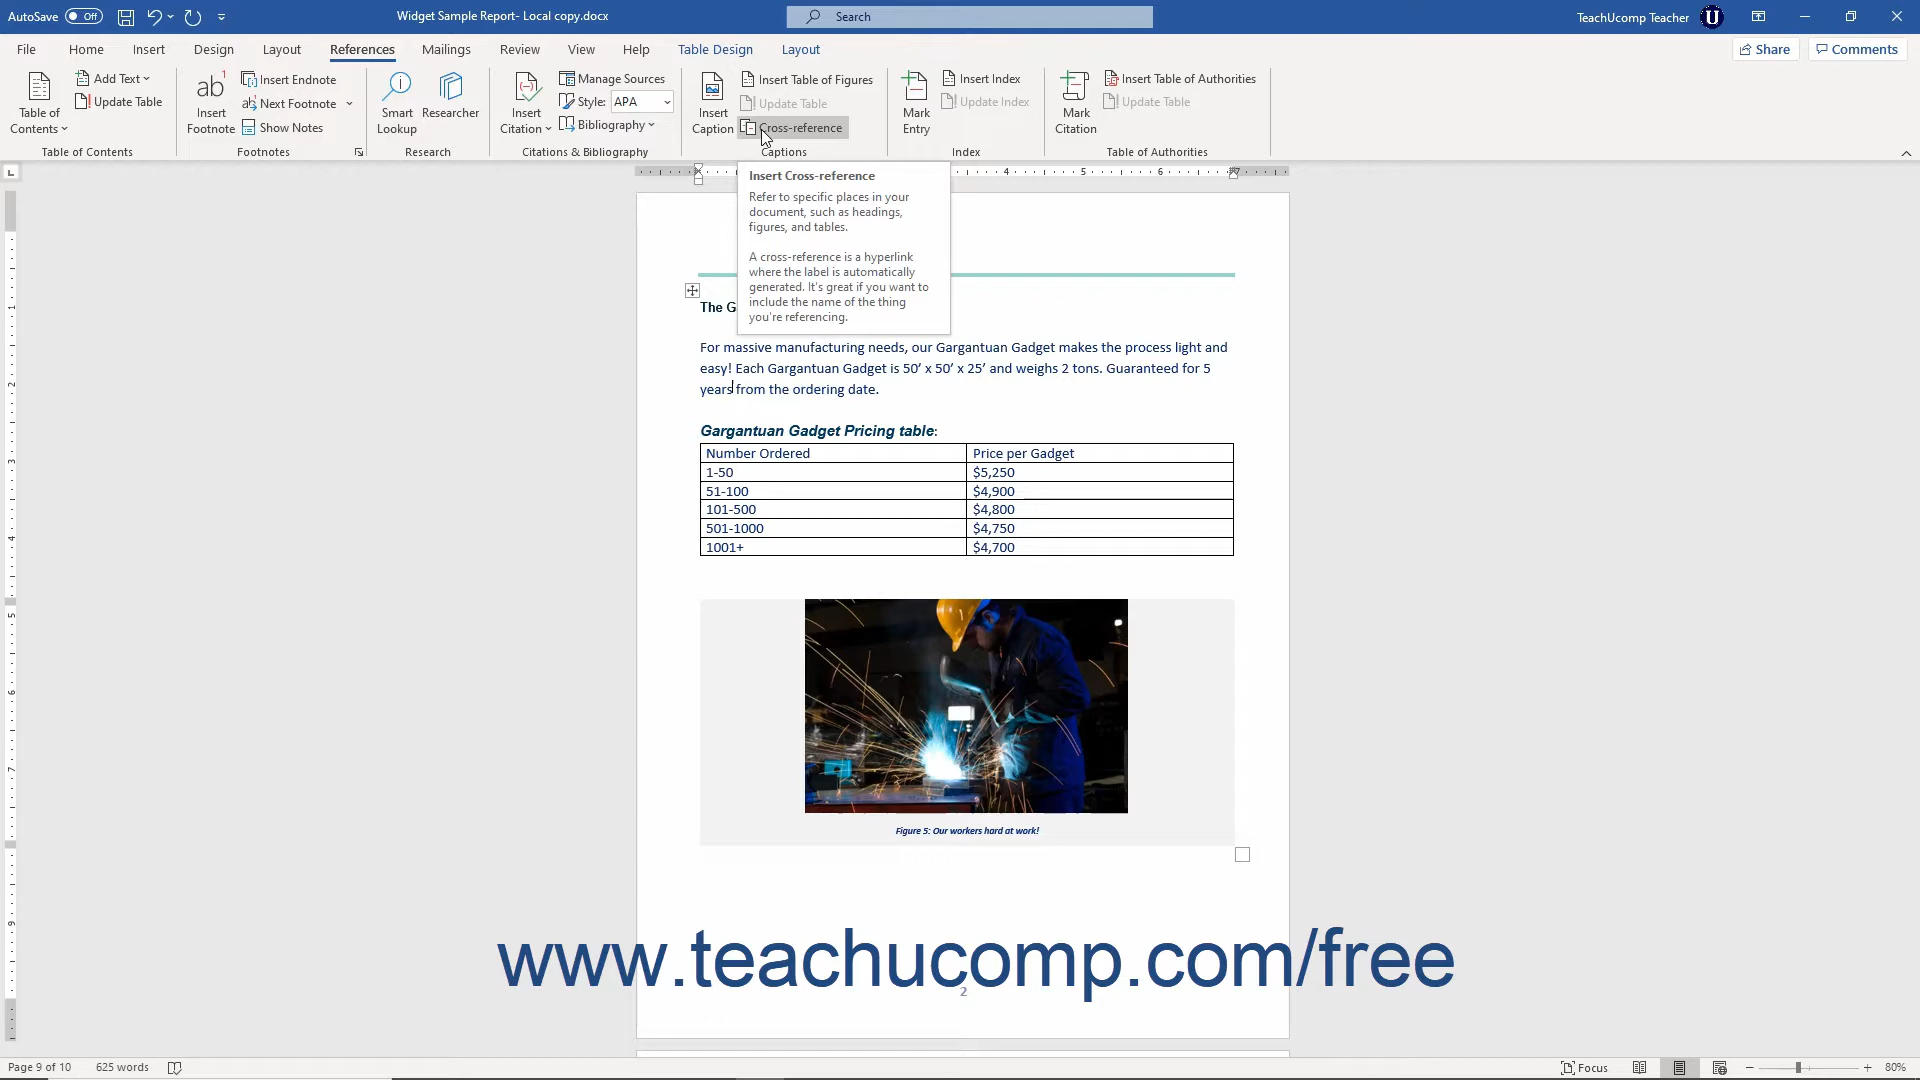 AutoSave Off Widget Sample Report- Local copy.docx Search TeachUcomp Teacher U
File Home Insert Design Layout References Mailings Review View Help Table Design Layout Share Comments
Table of Contents
Add Text
Update Table
Table of Contents
ab 1
Insert Footnote
Insert Endnote
Next Footnote
Show Notes
Footnotes
Smart Lookup
Researcher
Research
Insert Citation
Manage Sources
Style: APA
Bibliography
Citations & Bibliography
Insert Caption
Insert Table of Figures
Update Table
Cross-reference
Captions
Mark Entry
Insert Index
Update Index
Index
Mark Citation
Insert Table of Authorities
Update Table
Table of Authorities
4 5 6 7
Insert Cross-reference
Refer to specific places in your
document, such as headings,
figures, and tables.
A cross-reference is a hyperlink
where the label is automatically
generated. It's great if you want to
include the name of the thing
you're referencing.
The G
For massive manufacturing needs, our Gargantuan Gadget makes the process light and
easy! Each Gargantuan Gadget is 50’ x 50’ x 25’ and weighs 2 tons. Guaranteed for 5
years from the ordering date.
Gargantuan Gadget Pricing table:
Number Ordered Price per Gadget
1-50 $5,250
51-100 $4,900
101-500 $4,800
501-1000 $4,750
1001+ $4,700
Figure 5: Our workers hard at work!
www.teachucomp.com/free
2
Page 9 of 10 625 words Focus 80%